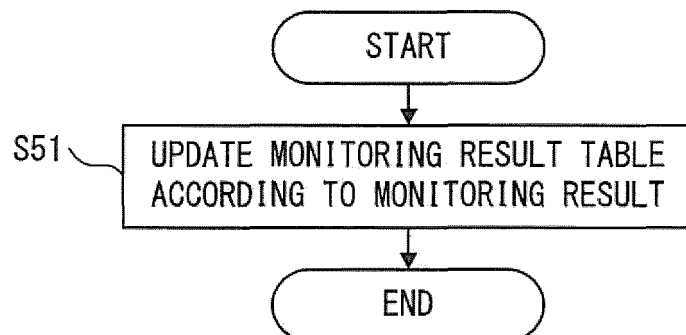 START
S51
UPDATE MONITORING RESULT TABLE
ACCORDING TO MONITORING RESULT
END